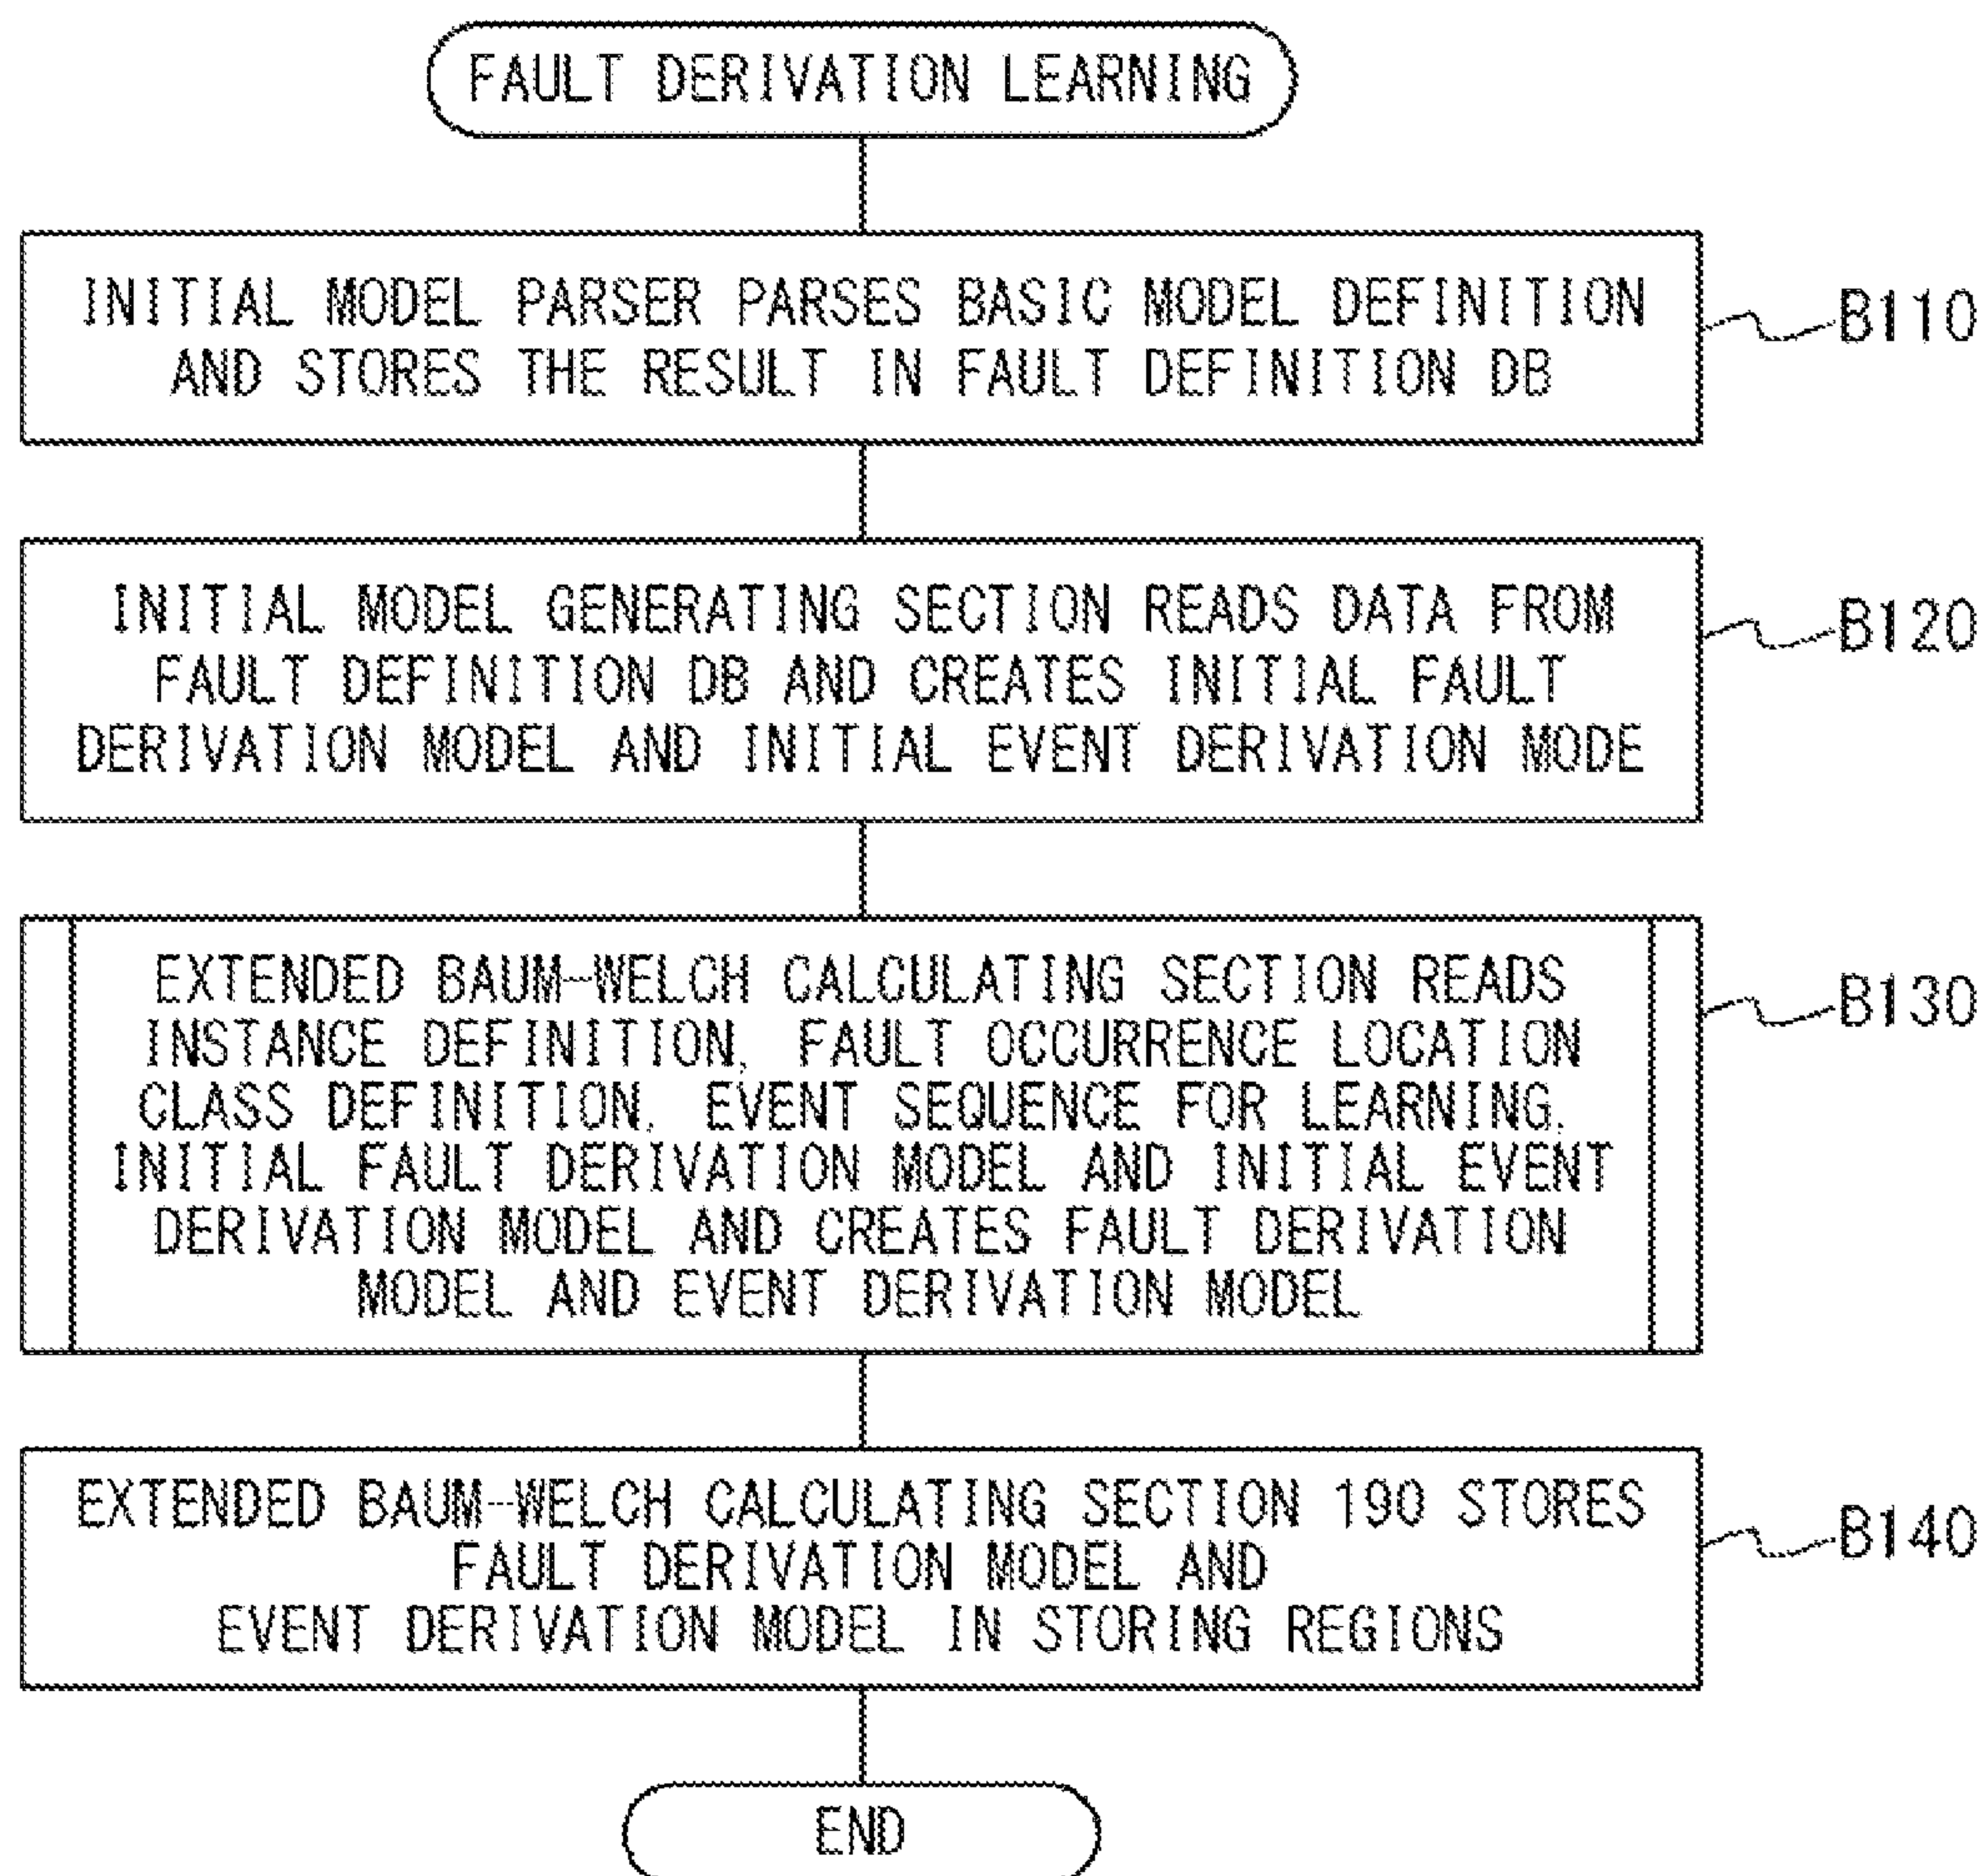 FAULT DERIVATION LEARNING
INITIAL MODEL PARSER PARSES BASIC MODEL DEFINITION
AND STORES THE RESULT IN FAULT DEFINITION DB
B110
INITIAL MODEL GENERATING SECTION READS DATA FROM
FAULT DEFINITION DB AND CREATES INITIAL FAULT
DERIVATION MODEL AND INITIAL EVENT DERIVATION MODE
B120
EXTENDED BAUM-WELCH CALCULATING SECTION READS
INSTANCE DEFINITION, FAULT OCCURRENCE LOCATION
CLASS DEFINITION, EVENT SEQUENCE FOR LEARNING,
INITIAL FAULT DERIVATION MODEL AND INITIAL EVENT
DERIVATION MODEL AND CREATES FAULT DERIVATION
MODEL AND EVENT DERIVATION MODEL
B130
EXTENDED BAUM-WELCH CALCULATING SECTION 190 STORES
FAULT DERIVATION MODEL AND
EVENT DERIVATION MODEL IN STORING REGIONS
B140
END